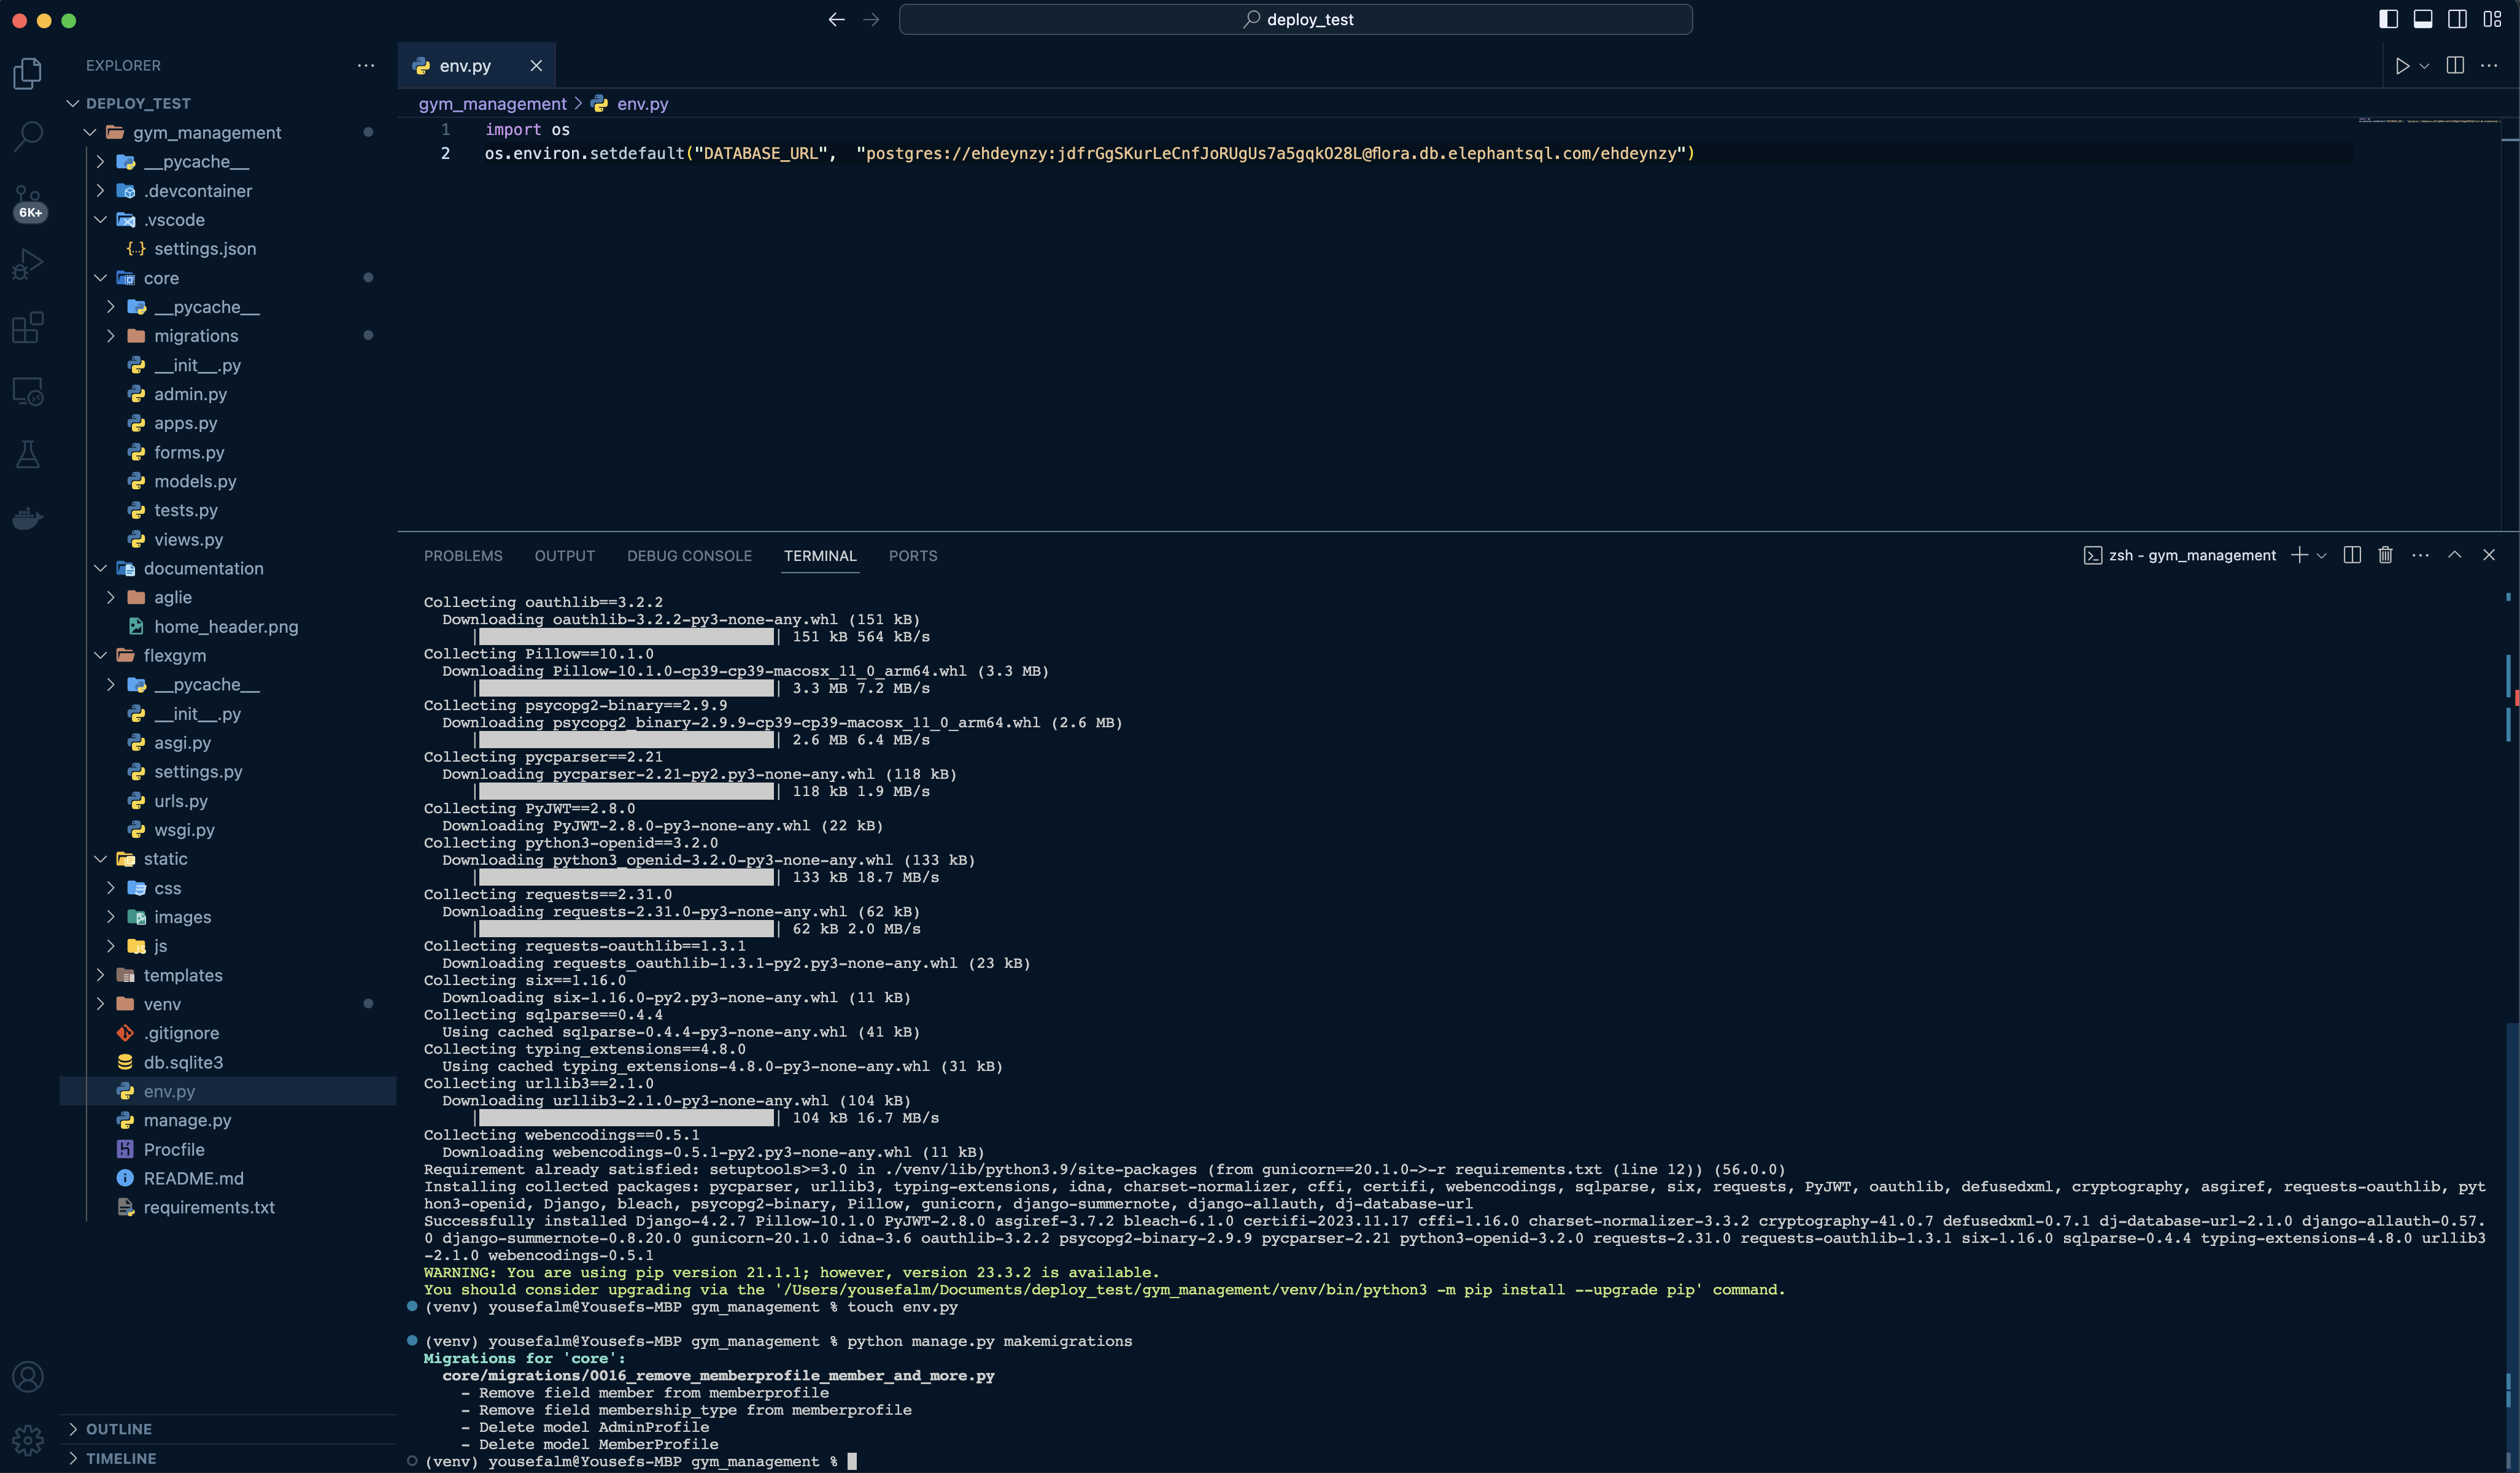 deploy_test
EXPLORER
env.py
DEPLOY_TEST
gym_management
__pycache__
.devcontainer
.vscode
settings.json
core
__pycache__
migrations
__init__.py
admin.py
apps.py
forms.py
models.py
tests.py
views.py
documentation
aglie
home_header.png
flexgym
__pycache__
__init__.py
asgi.py
settings.py
urls.py
wsgi.py
static
css
images
js
templates
venv
.gitignore
db.sqlite3
env.py
manage.py
Procfile
README.md
requirements.txt
OUTLINE
TIMELINE
6K+
gym_management > env.py
1 import os
2 os.environ.setdefault("DATABASE_URL", "postgres://ehdeynzy:jdfrGgSKurLeCnfJoRUgUs7a5gqkO28L@flora.db.elephantsql.com/ehdeynzy")
PROBLEMS OUTPUT DEBUG CONSOLE TERMINAL PORTS
zsh - gym_management
Collecting oauthlib==3.2.2
Downloading oauthlib-3.2.2-py3-none-any.whl (151 kB)
| | 151 kB 564 kB/s
Collecting Pillow==10.1.0
Downloading Pillow-10.1.0-cp39-cp39-macosx_11_0_arm64.whl (3.3 MB)
| | 3.3 MB 7.2 MB/s
Collecting psycopg2-binary==2.9.9
Downloading psycopg2_binary-2.9.9-cp39-cp39-macosx_11_0_arm64.whl (2.6 MB)
| | 2.6 MB 6.4 MB/s
Collecting pycparser==2.21
Downloading pycparser-2.21-py2.py3-none-any.whl (118 kB)
| | 118 kB 1.9 MB/s
Collecting PyJWT==2.8.0
Downloading PyJWT-2.8.0-py3-none-any.whl (22 kB)
Collecting python3-openid==3.2.0
Downloading python3_openid-3.2.0-py3-none-any.whl (133 kB)
| | 133 kB 18.7 MB/s
Collecting requests==2.31.0
Downloading requests-2.31.0-py3-none-any.whl (62 kB)
| | 62 kB 2.0 MB/s
Collecting requests-oauthlib==1.3.1
Downloading requests_oauthlib-1.3.1-py2.py3-none-any.whl (23 kB)
Collecting six==1.16.0
Downloading six-1.16.0-py2.py3-none-any.whl (11 kB)
Collecting sqlparse==0.4.4
Using cached sqlparse-0.4.4-py3-none-any.whl (41 kB)
Collecting typing_extensions==4.8.0
Using cached typing_extensions-4.8.0-py3-none-any.whl (31 kB)
Collecting urllib3==2.1.0
Downloading urllib3-2.1.0-py3-none-any.whl (104 kB)
| | 104 kB 16.7 MB/s
Collecting webencodings==0.5.1
Downloading webencodings-0.5.1-py2.py3-none-any.whl (11 kB)
Requirement already satisfied: setuptools>=3.0 in ./venv/lib/python3.9/site-packages (from gunicorn==20.1.0->-r requirements.txt (line 12)) (56.0.0)
Installing collected packages: pycparser, urllib3, typing-extensions, idna, charset-normalizer, cffi, certifi, webencodings, sqlparse, six, requests, PyJWT, oauthlib, defusedxml, cryptography, asgiref, requests-oauthlib, pyt
hon3-openid, Django, bleach, psycopg2-binary, Pillow, gunicorn, django-summernote, django-allauth, dj-database-url
Successfully installed Django-4.2.7 Pillow-10.1.0 PyJWT-2.8.0 asgiref-3.7.2 bleach-6.1.0 certifi-2023.11.17 cffi-1.16.0 charset-normalizer-3.3.2 cryptography-41.0.7 defusedxml-0.7.1 dj-database-url-2.1.0 django-allauth-0.57.
0 django-summernote-0.8.20.0 gunicorn-20.1.0 idna-3.6 oauthlib-3.2.2 psycopg2-binary-2.9.9 pycparser-2.21 python3-openid-3.2.0 requests-2.31.0 requests-oauthlib-1.3.1 six-1.16.0 sqlparse-0.4.4 typing-extensions-4.8.0 urllib3
-2.1.0 webencodings-0.5.1
WARNING: You are using pip version 21.1.1; however, version 23.3.2 is available.
You should consider upgrading via the '/Users/yousefalm/Documents/deploy_test/gym_management/venv/bin/python3 -m pip install --upgrade pip' command.
(venv) yousefalm@Yousefs-MBP gym_management % touch env.py
(venv) yousefalm@Yousefs-MBP gym_management % python manage.py makemigrations
Migrations for 'core':
core/migrations/0016_remove_memberprofile_member_and_more.py
- Remove field member from memberprofile
- Remove field membership_type from memberprofile
- Delete model AdminProfile
- Delete model MemberProfile
(venv) yousefalm@Yousefs-MBP gym_management %